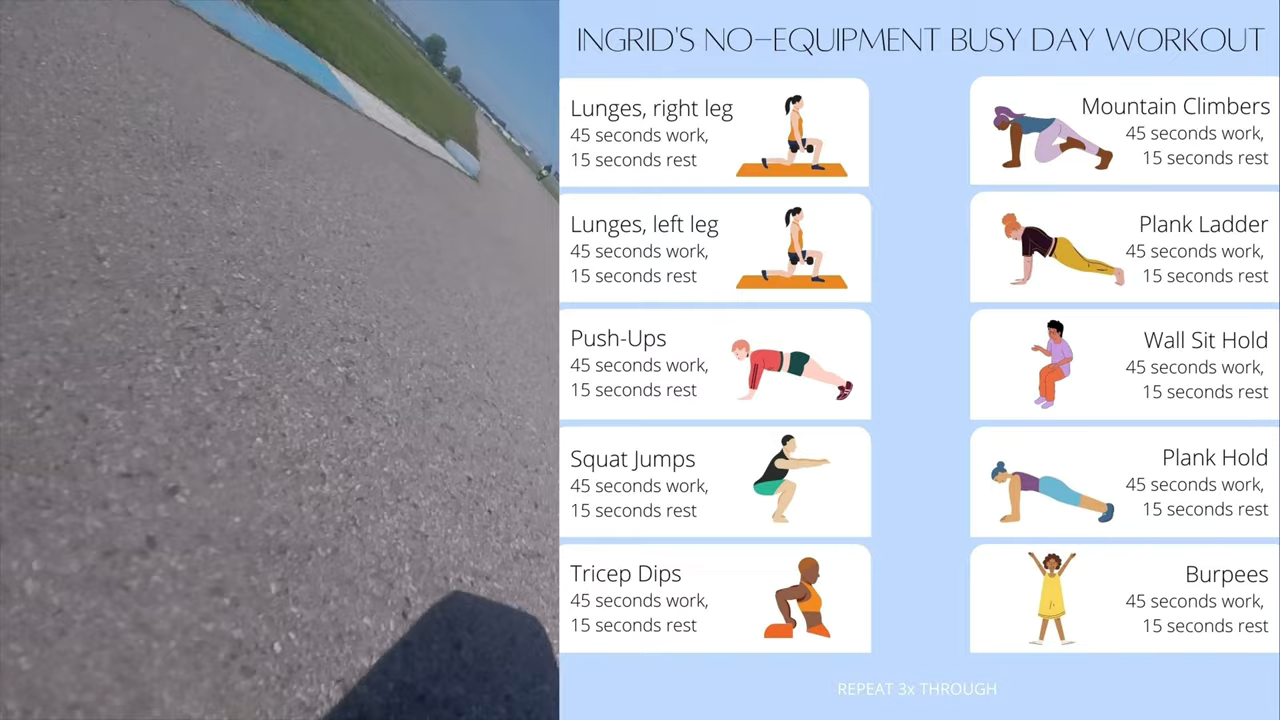 INGRID'S NO-EQUIPMENT BUSY DAY WORKOUT
Lunges, right leg
45 seconds work,
15 seconds rest
Lunges, left leg
45 seconds work,
15 seconds rest
Push-Ups
45 seconds work,
15 seconds rest
Squat Jumps
45 seconds work,
15 seconds rest
Tricep Dips
45 seconds work,
15 seconds rest
Mountain Climbers
45 seconds work,
15 seconds rest
Plank Ladder
45 seconds work,
15 seconds rest
Wall Sit Hold
45 seconds work,
15 seconds rest
Plank Hold
45 seconds work,
15 seconds rest
Burpees
45 seconds work,
15 seconds rest
REPEAT 3x THROUGH